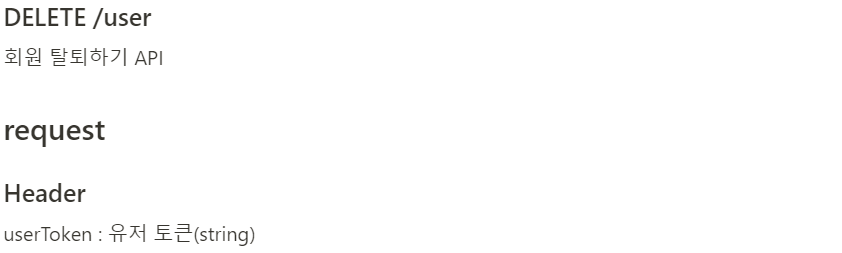 DELETE /user
회원 탈퇴하기 API
request
Header
userToken : 유저 토큰(string)